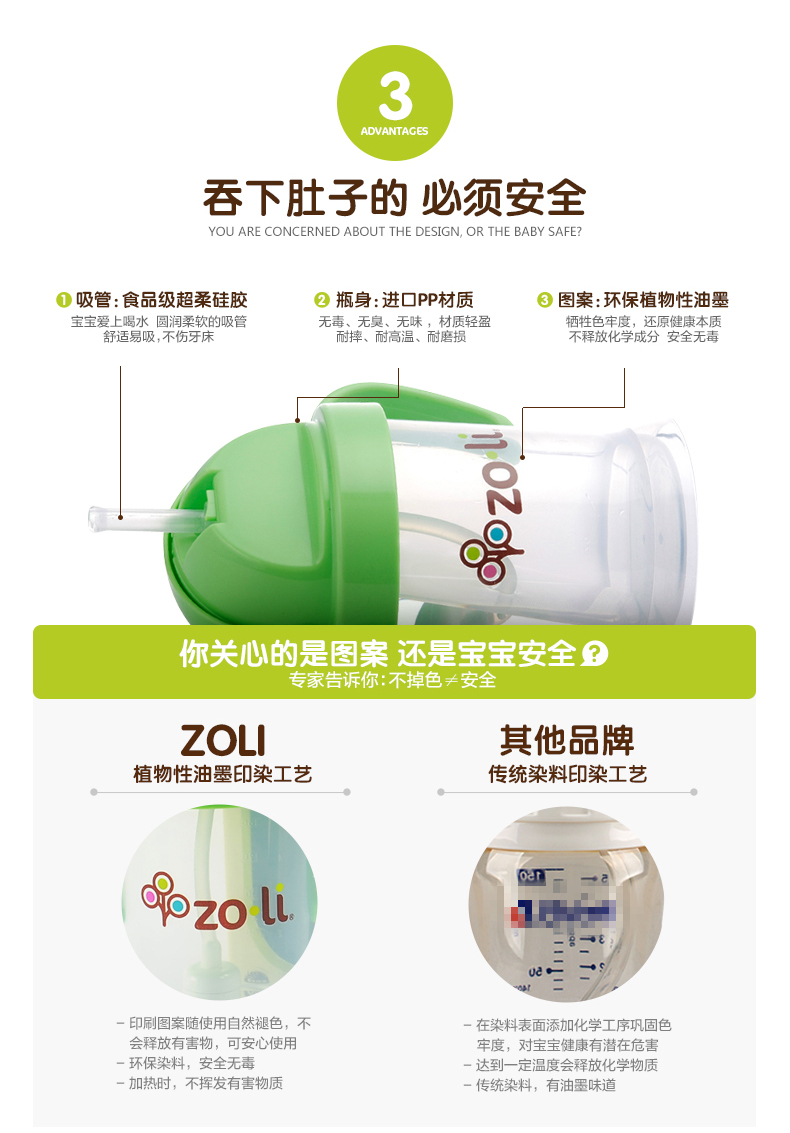 3
ADVANTAGES
吞下肚子的 必须安全
YOU ARE CONCERNED ABOUT THE DESIGN, OR THE BABY SAFE?
1 吸管:食品级超柔硅胶
宝宝爱上喝水 圆润柔软的吸管
舒适易吸,不伤牙床
2 瓶身:进口PP材质
无毒、无臭、无味，材质轻盈
耐摔、耐高温、耐磨损
3 图案:环保植物性油墨
牺牲色牢度，还原健康本质
不释放化学成分 安全无毒
zo·li
你关心的是图案 还是宝宝安全?
专家告诉你:不掉色≠安全
ZOLI
植物性油墨印染工艺
zo·li®
- 印刷图案随使用自然褪色，不
会释放有害物，可安心使用
- 环保染料，安全无毒
- 加热时，不挥发有害物质
其他品牌
传统染料印染工艺
150
50
- 在染料表面添加化学工序巩固色
牢度，对宝宝健康有潜在危害
- 达到一定温度会释放化学物质
- 传统染料，有油墨味道